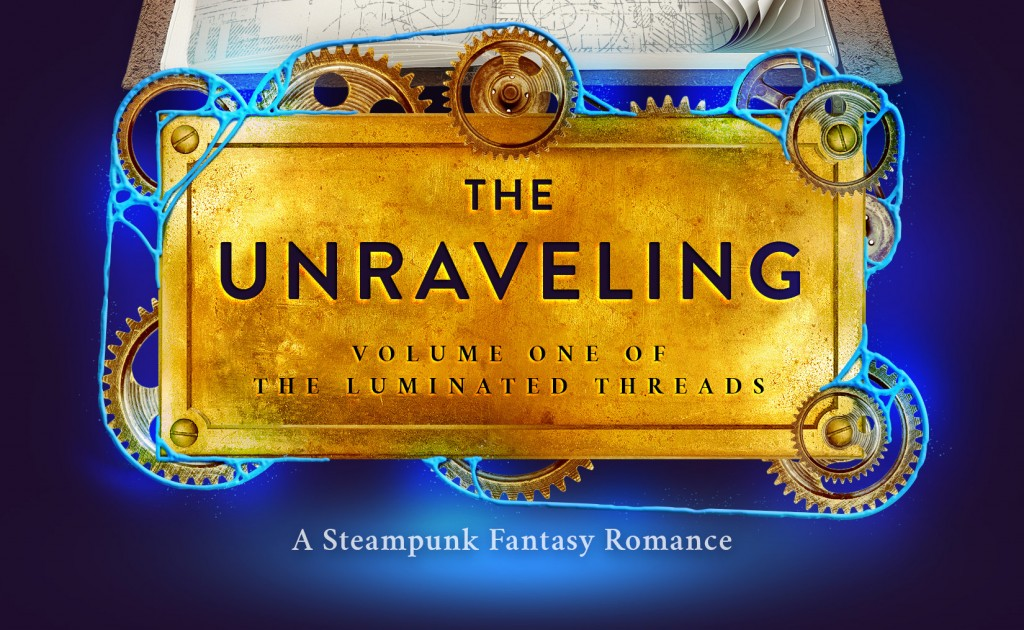 THE
UNRAVELING
VOLUME ONE OF
THE LUMINATED THREADS
A Steampunk Fantasy Romance